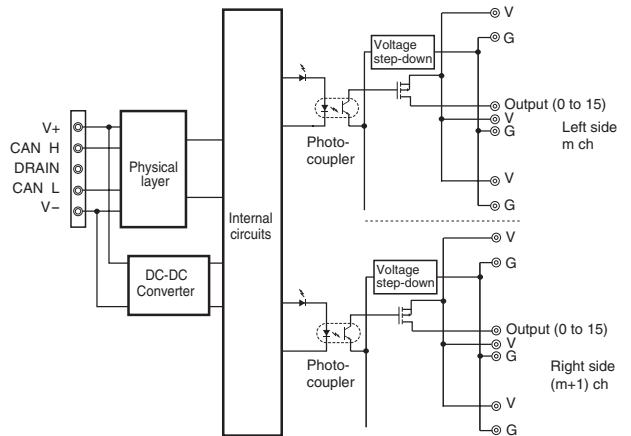 V+
CAN H
DRAIN
CAN L
V−
Physical
layer
DC-DC
Converter
Internal
circuits
Photo-
coupler
Voltage
step-down
V
G
Output (0 to 15)
V
G
Left side
m ch
V
G
Photo-
coupler
Voltage
step-down
V
G
Output (0 to 15)
V
G
Right side
(m+1) ch
V
G